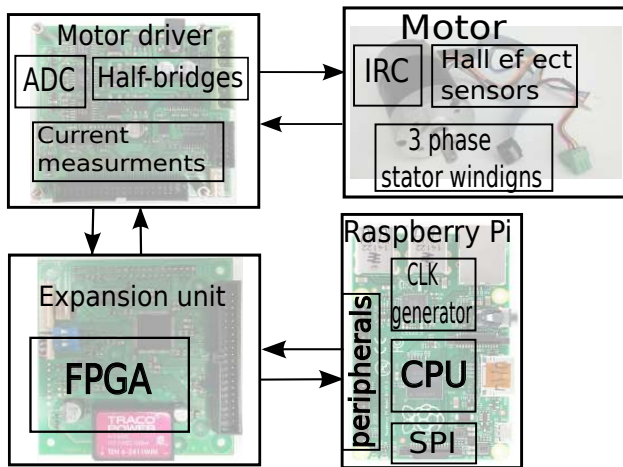 Motor driver
ADC
Half-bridges
Current
measurments
Motor
IRC
Hall ef ect
sensors
3 phase
stator windigns
Expansion unit
FPGA
TRACO
POWER
Raspberry Pi
CLK
generator
peripherals
CPU
SPI